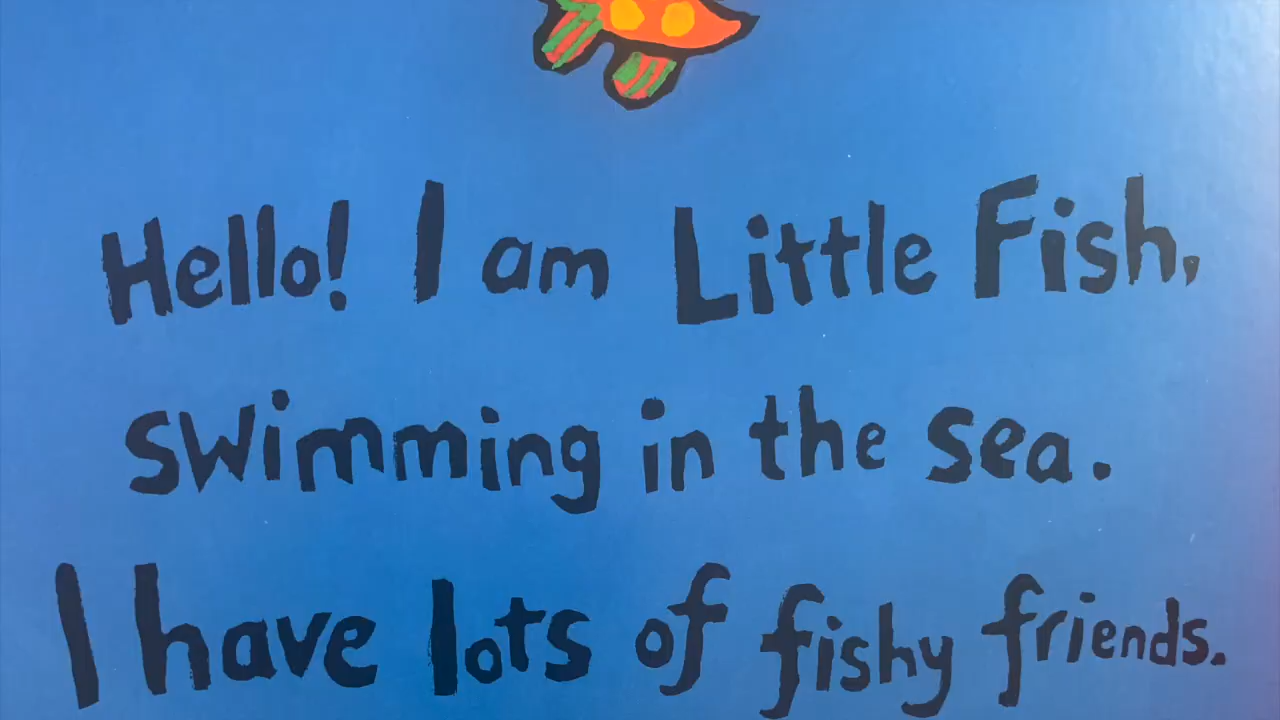 Hello! I am Little Fish,
swimming in the sea.
I have lots of fishy friends.